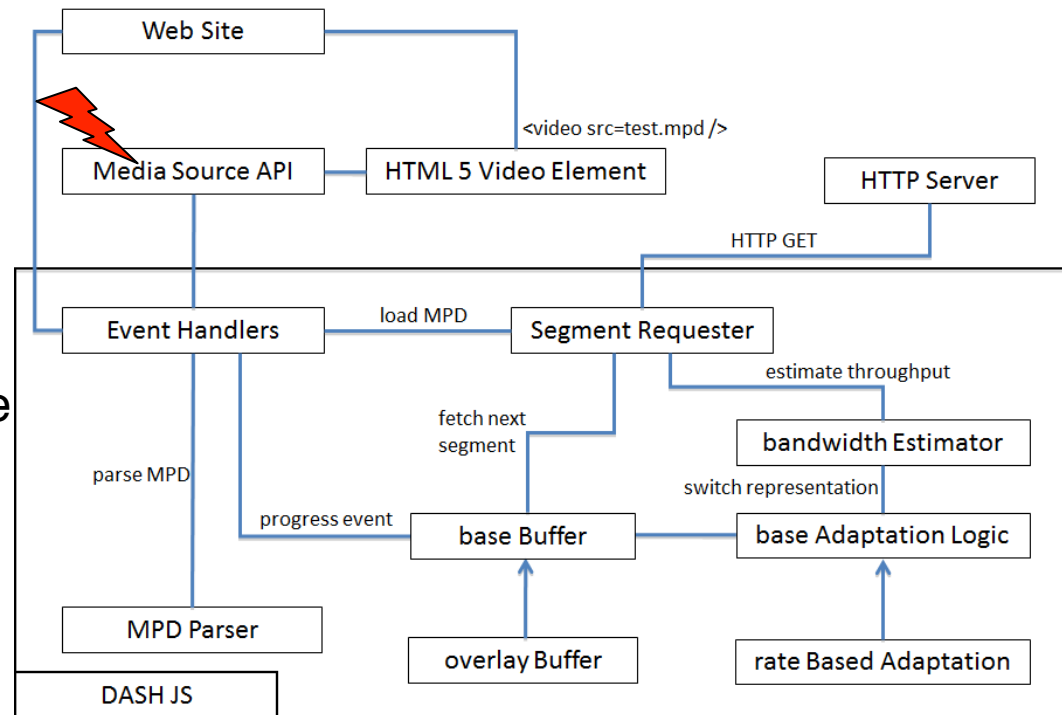 Web Site
<video src=test.mpd />
Media Source API
HTML 5 Video Element
HTTP Server
HTTP GET
Event Handlers
load MPD
Segment Requester
estimate throughput
e
fetch next
segment
bandwidth Estimator
parse MPD
switch representation
progress event
base Buffer
base Adaptation Logic
MPD Parser
overlay Buffer
rate Based Adaptation
DASH JS